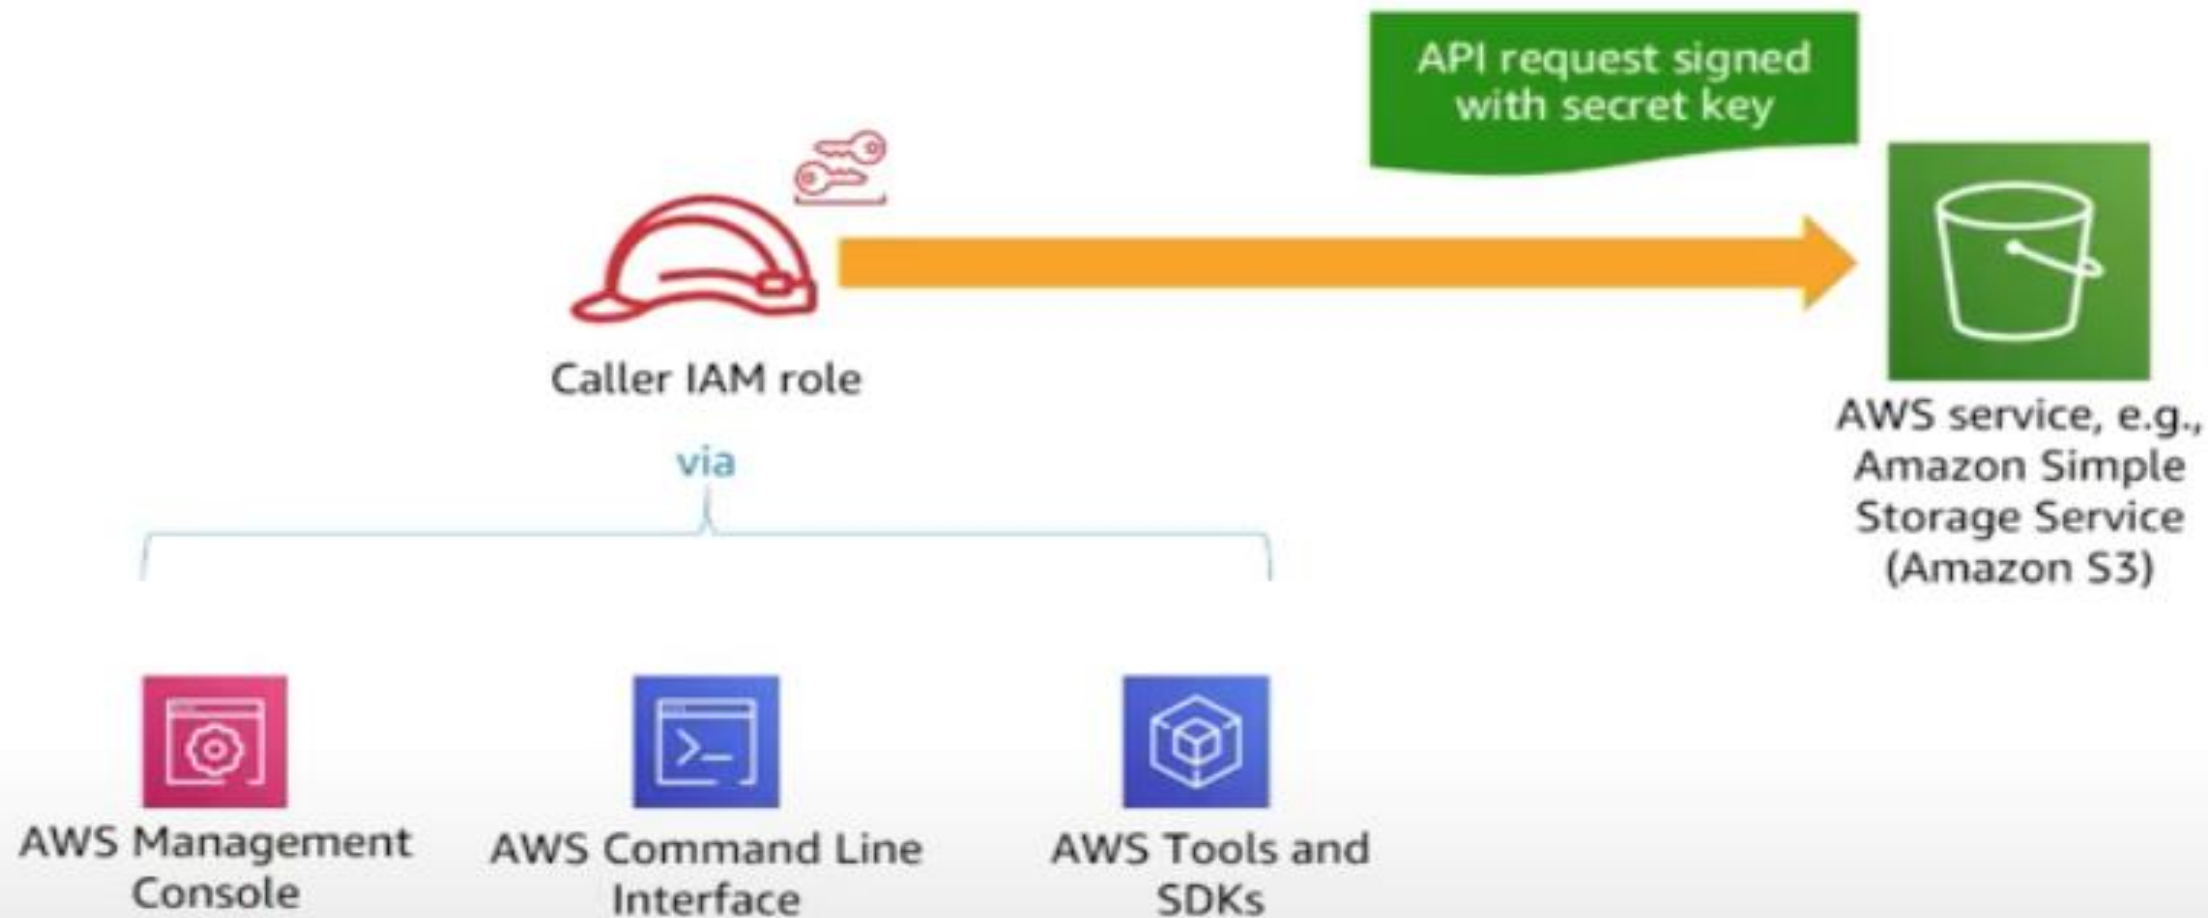 API request signed
with secret key
Caller IAM role
via
AWS service, e.g.,
Amazon Simple
Storage Service
(Amazon S3)
AWS Management
Console
AWS Command Line
Interface
AWS Tools and
SDKs